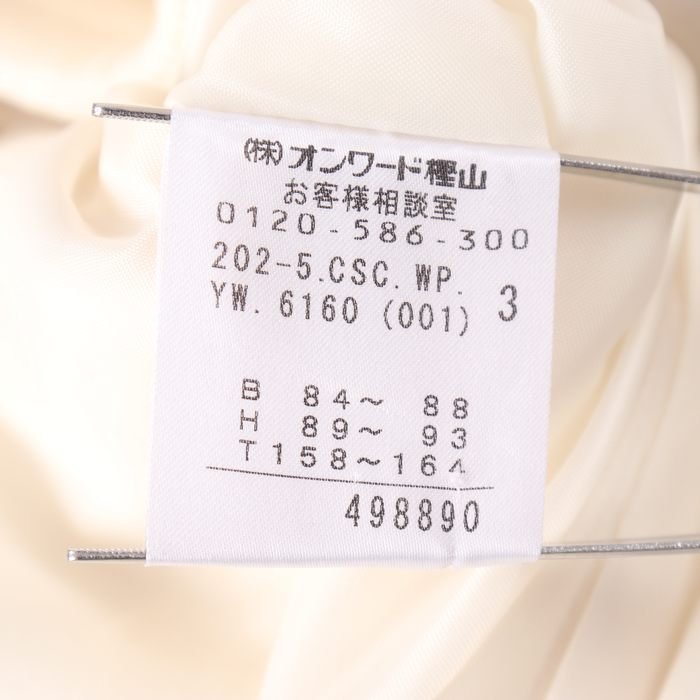 (株)オンワード樫山
お客様相談室
0120-586-300
202-5.CSC.WP.
YW.6160 (001) 3
B 84〜 88
H 89〜 93
T158〜164
498890